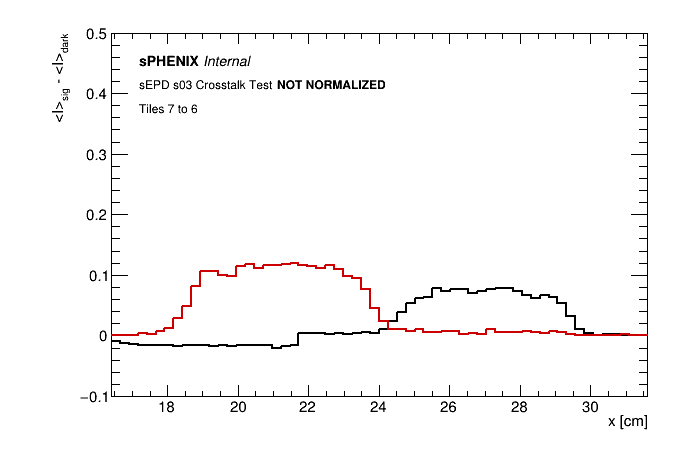 0.5
<I>sig - <I>dark
sPHENIX Internal
sEPD s03 Crosstalk Test NOT NORMALIZED
0.4
Tiles 7 to 6
0.3
0.2
0.1
0
−0.1
18 20 22 24 26 28 30
x [cm]